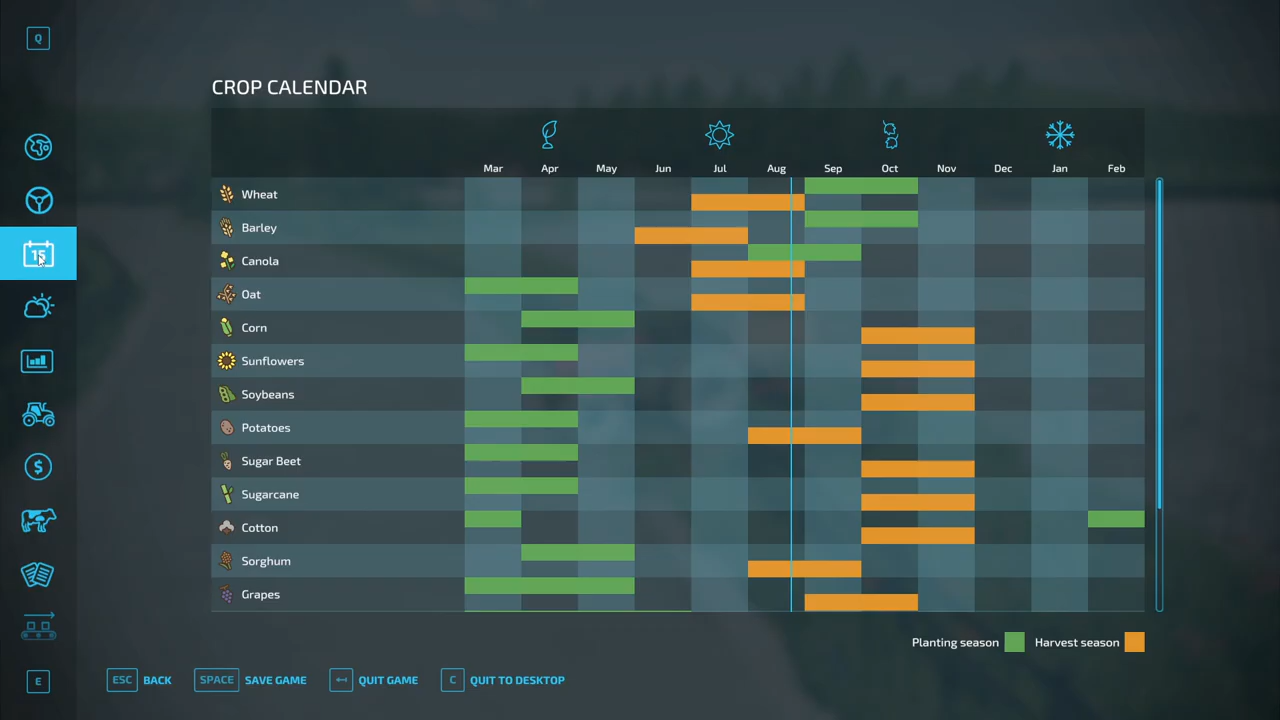 Q
CROP CALENDAR
Mar Apr May Jun Jul Aug Sep Oct Nov Dec Jan Feb
Wheat
Barley
15
Canola
Oat
Corn
Sunflowers
Soybeans
Potatoes
Sugar Beet
$
Sugarcane
Cotton
Sorghum
Grapes
Planting season Harvest season
E
ESC BACK SPACE SAVE GAME QUIT GAME C QUIT TO DESKTOP